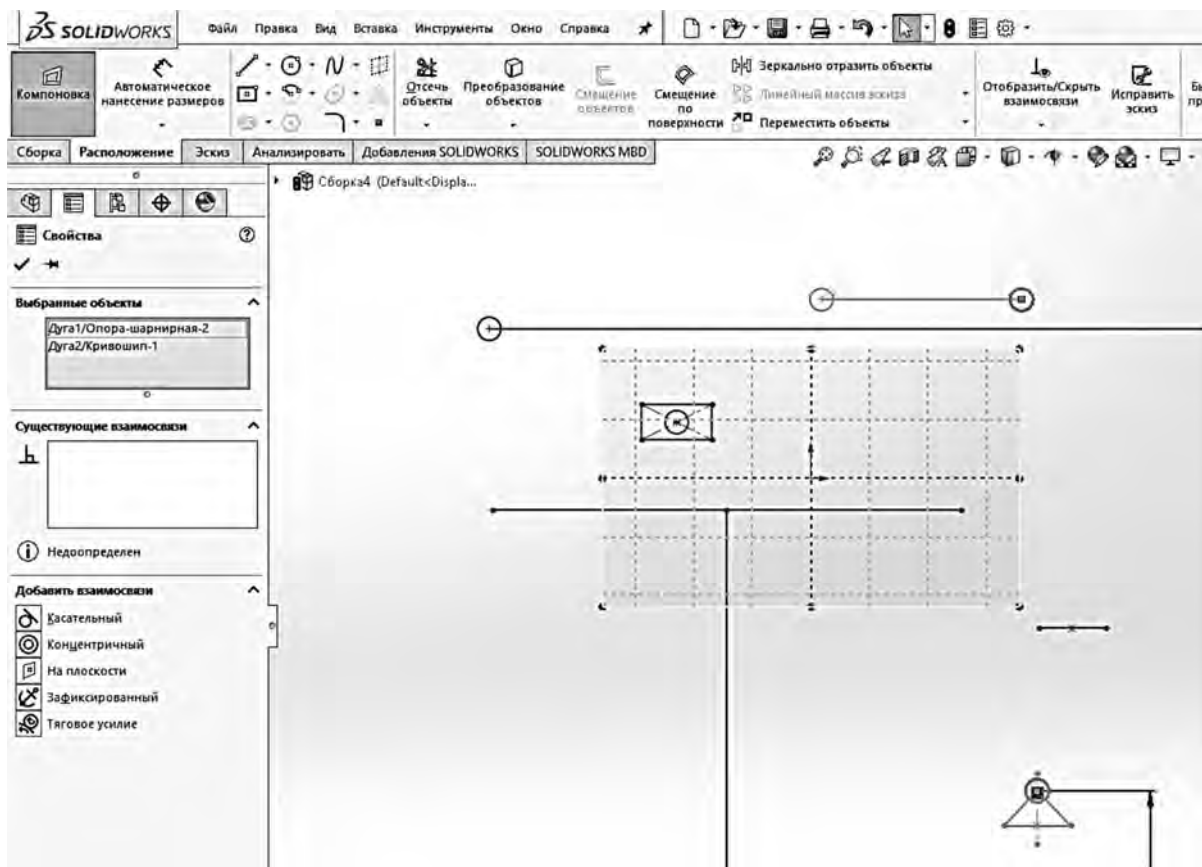 SOLIDWORKS
Файл Правка Вид Вставка Инструменты Окно Справка
Компоновка
Автоматическое нанесение размеров
Отсечь объекты
Преобразование объектов
Смещение объектов
Смещение по поверхности
Зеркально отразить объекты
Линейный массив эскиза
Переместить объекты
Отобразить/Скрыть взаимосвязи
Исправить эскиз
Сборка Расположение Эскиз Анализировать Добавления SOLIDWORKS SOLIDWORKS MBD
Сборка4 (Default<Displa...
Свойства
Выбранные объекты
Дуга1/Опора-шарнирная-2
Дуга2/Кривошип-1
Существующие взаимосвязи
Недоопределен
Добавить взаимосвязи
Касательный
Концентричный
На плоскости
Зафиксированный
Тяговое усилие